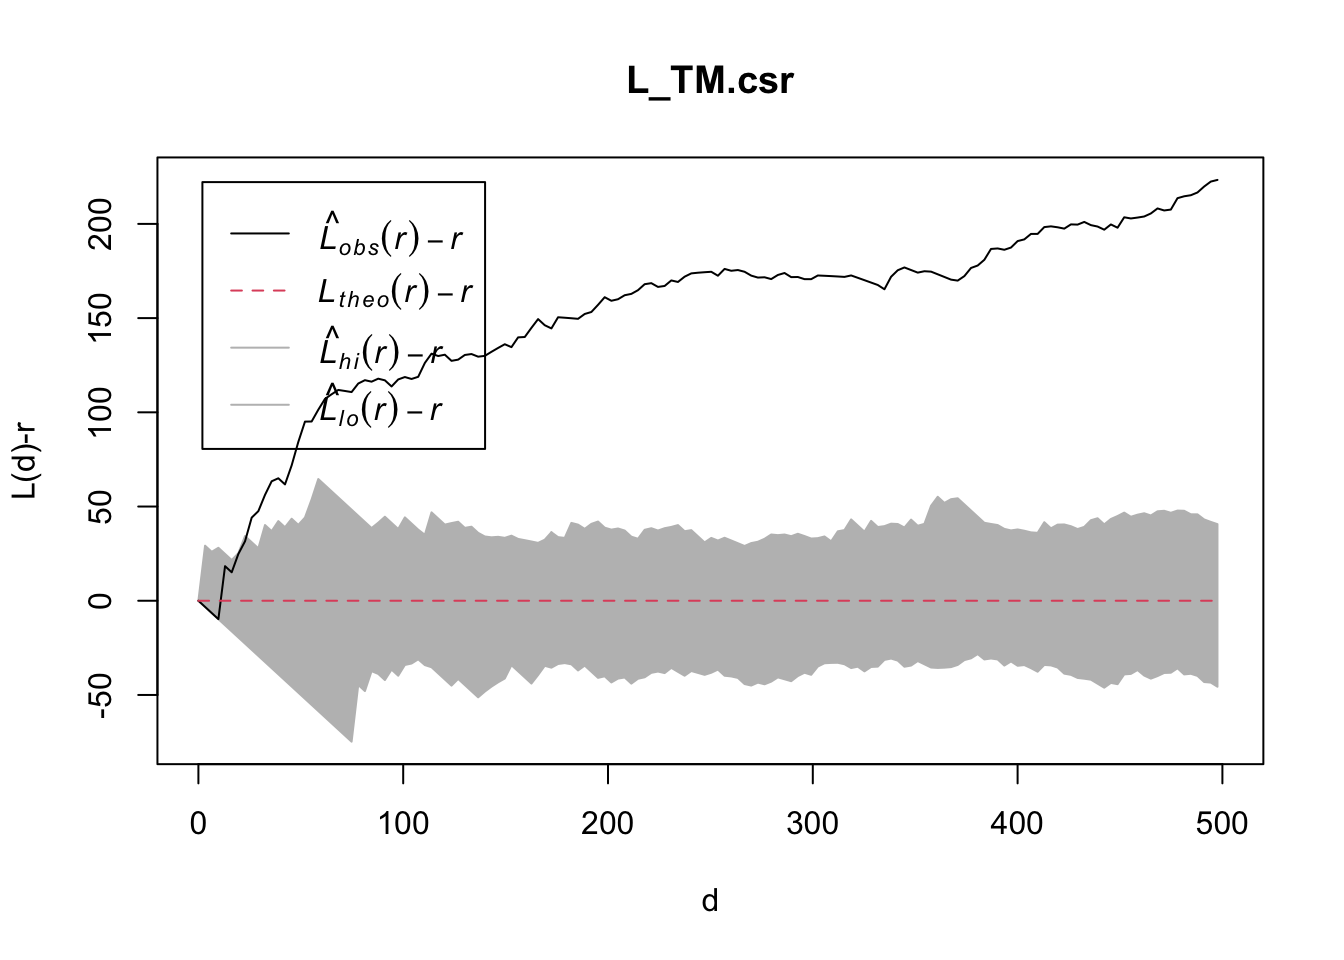 L_TM.csr
L̂obs(r) − r
Ltheo(r) − r
L̂hi(r) − r
L̂lo(r) − r
L(d)-r
200
150
100
50
0
-50
0 100 200 300 400 500
d